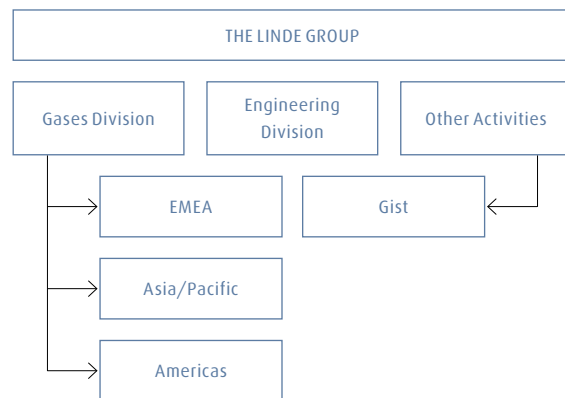 THE LINDE GROUP
Gases Division
Engineering
Division
Other Activities
EMEA
Gist
Asia/Pacific
Americas